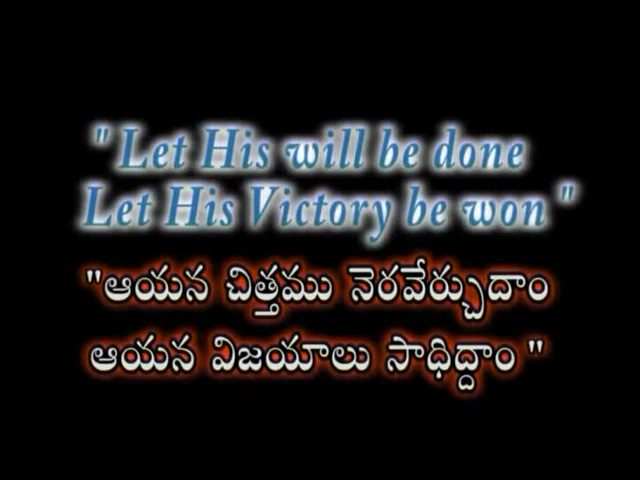 " Let His will be done
Let His Victory be won "
"ఆయన చిత్తము నెరవేర్చుదాం
ఆయన విజయాలు సాధిద్దాం "